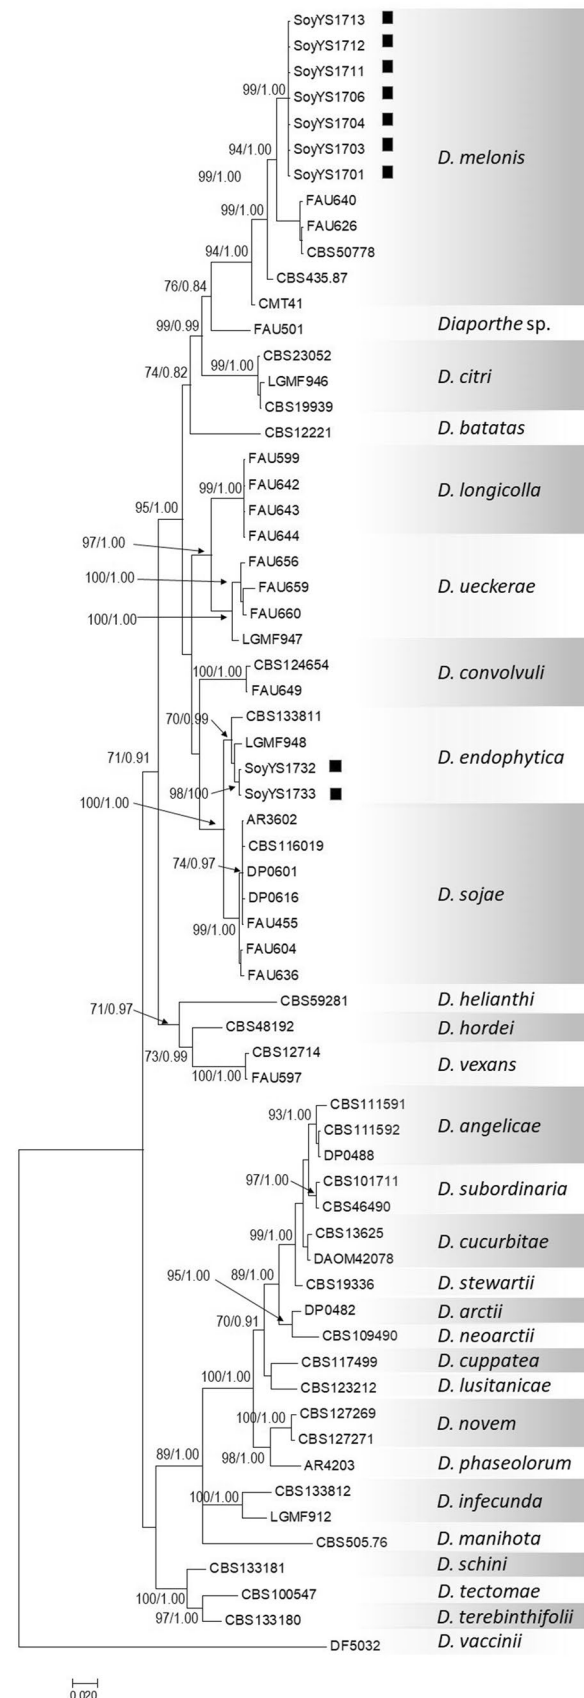 SoyYS1713
SoyYS1712
SoyYS1711
99/1.00
SoyYS1706
SoyYS1704
94/1.00
SoyYS1703
99/1.00
SoyYS1701
D. melonis
FAU640
99/1.00
FAU626
94/1.00
CBS50778
CBS435.87
76/0.84
CMT41
99/0.99
FAU501
Diaporthe sp.
CBS23052
74/0.82
99/1.00
LGMF946
D. citri
CBS19939
CBS12221
D. batatas
FAU599
99/1.00
FAU642
D. longicolla
95/1.00
FAU643
FAU644
97/1.00
FAU656
100/1.00
FAU659
D. ueckerae
100/1.00
FAU660
LGMF947
100/1.00
CBS124654
D. convolvuli
FAU649
70/0.99
CBS133811
71/0.91
LGMF948
D. endophytica
SoyYS1732
98/100
SoyYS1733
100/1.00
AR3602
CBS116019
74/0.97
DP0601
DP0616
D. sojae
99/1.00
FAU455
FAU604
FAU636
71/0.97
CBS59281
D. helianthi
CBS48192
D. hordei
73/0.99
CBS12714
D. vexans
100/1.00
FAU597
93/1.00
CBS111591
CBS111592
D. angelicae
DP0488
97/1.00
CBS101711
D. subordinaria
CBS46490
99/1.00
CBS13625
D. cucurbitae
DAOM42078
95/1.00
89/1.00
CBS19336
D. stewartii
70/0.91
DP0482
D. arctii
CBS109490
D. neoarctii
CBS117499
D. cuppatea
100/1.00
CBS123212
D. lusitanicae
100/1.00
CBS127269
D. novem
CBS127271
89/1.00
98/1.00
AR4203
D. phaseolorum
100/1.00
CBS133812
D. infecunda
LGMF912
CBS505.76
D. manihota
CBS133181
D. schini
100/1.00
CBS100547
D. tectomae
97/1.00
CBS133180
D. terebinthifolii
DF5032
D. vaccinii
0.020